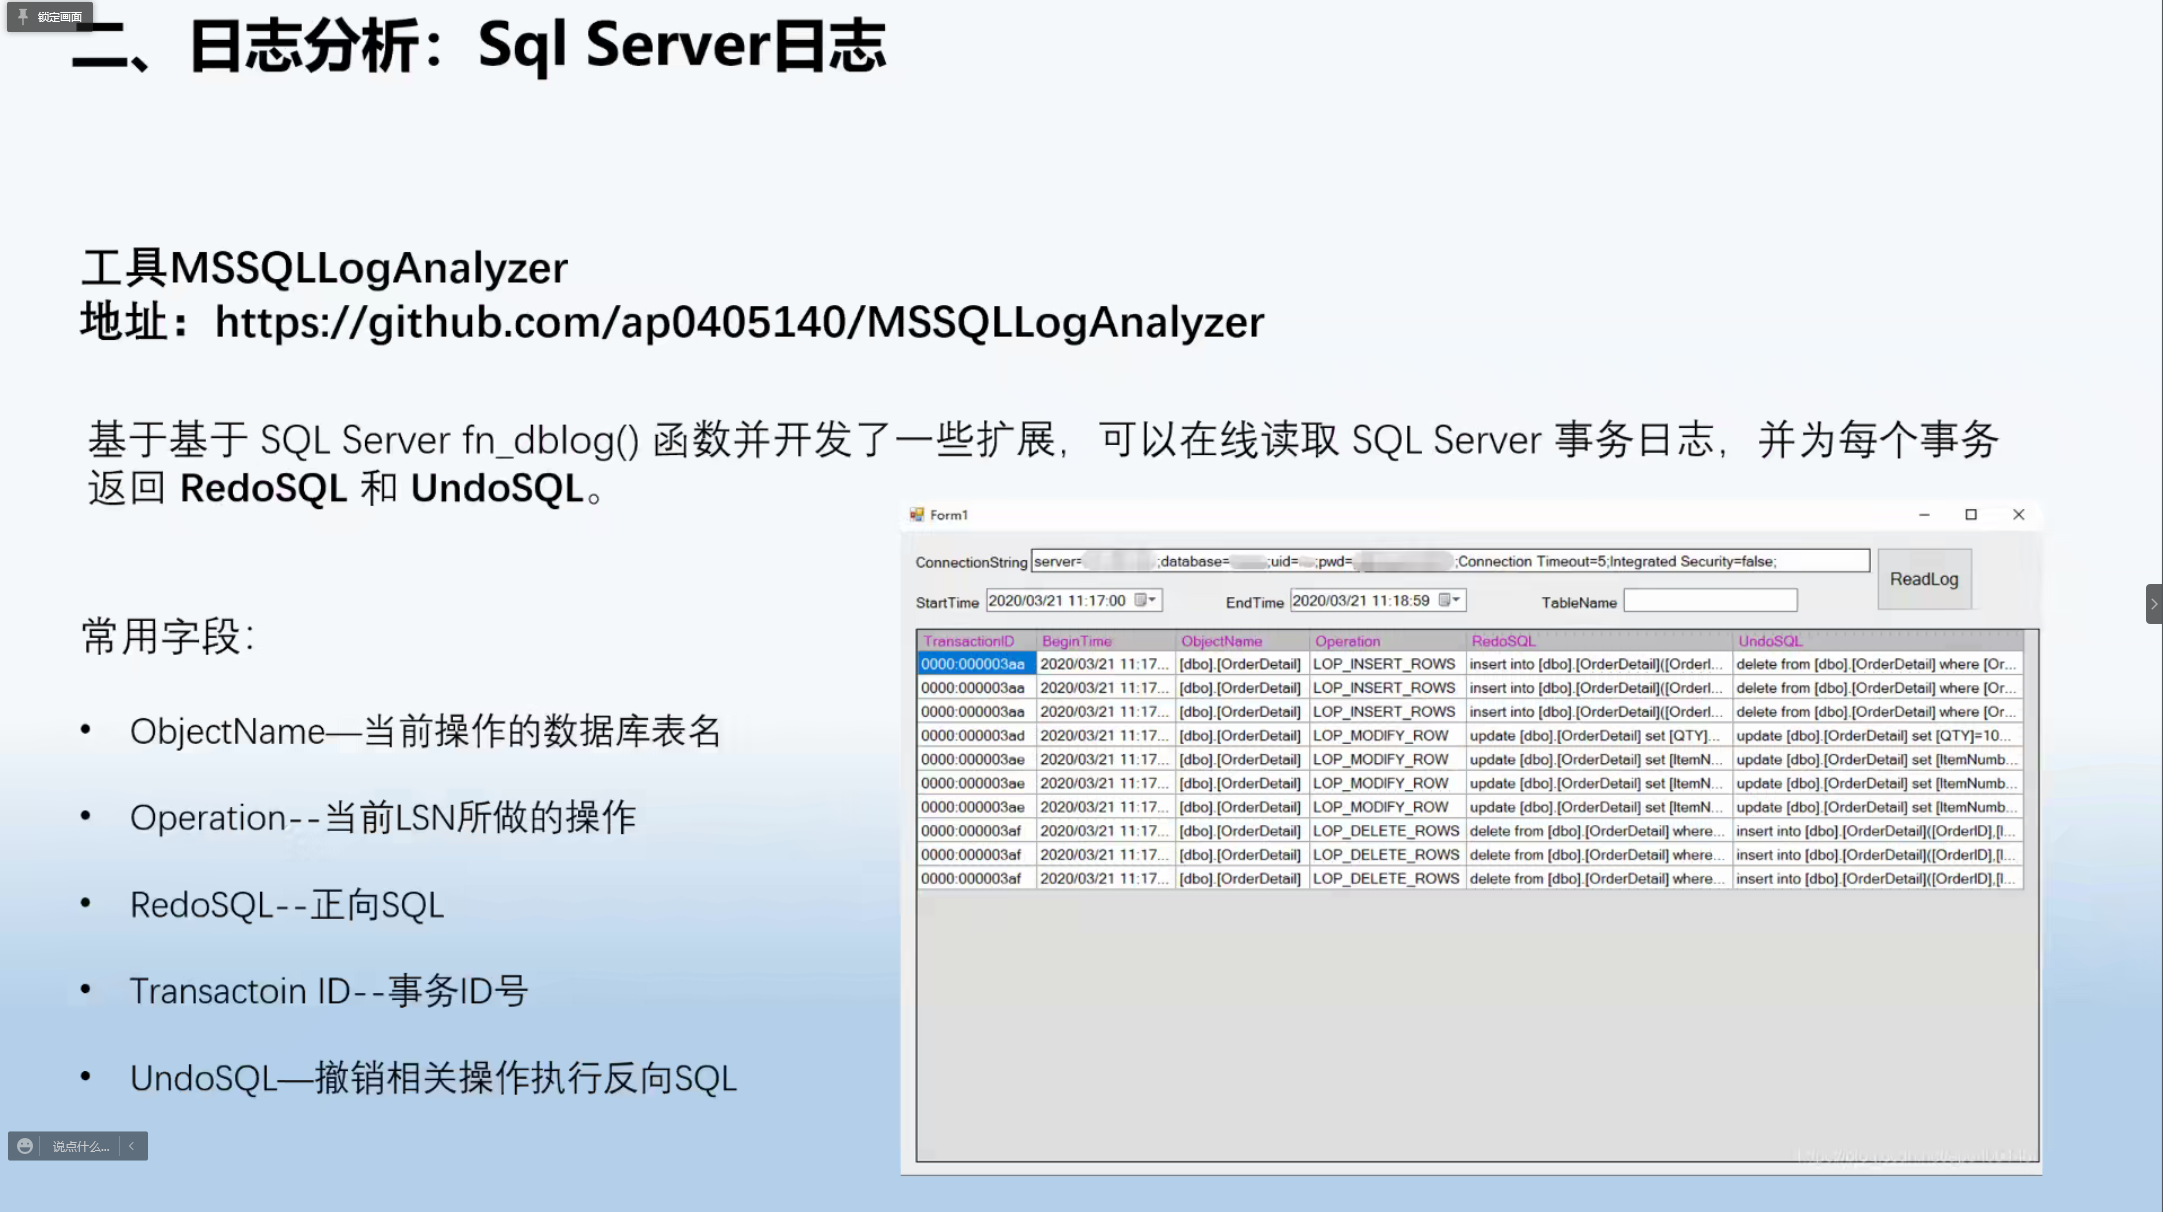 锁定画面
二、日志分析：Sql Server日志
工具MSSQLLogAnalyzer
地址：https://github.com/ap0405140/MSSQLLogAnalyzer
基于基于 SQL Server fn_dblog() 函数并开发了一些扩展，可以在线读取 SQL Server 事务日志，并为每个事务
返回 RedoSQL 和 UndoSQL。
常用字段：
• ObjectName—当前操作的数据库表名
• Operation--当前LSN所做的操作
• RedoSQL--正向SQL
• Transactoin ID--事务ID号
• UndoSQL—撤销相关操作执行反向SQL
说点什么...
Form1
ConnectionString server= ;database= ;uid= ;pwd= ;Connection Timeout=5;Integrated Security=false;
ReadLog
StartTime 2020/03/21 11:17:00 EndTime 2020/03/21 11:18:59 TableName
TransactionID BeginTime ObjectName Operation RedoSQL UndoSQL
0000:000003aa 2020/03/21 11:17... [dbo].[OrderDetail] LOP_INSERT_ROWS insert into [dbo].[OrderDetail]([OrderI... delete from [dbo].[OrderDetail] where [Or...
0000:000003aa 2020/03/21 11:17... [dbo].[OrderDetail] LOP_INSERT_ROWS insert into [dbo].[OrderDetail]([OrderI... delete from [dbo].[OrderDetail] where [Or...
0000:000003aa 2020/03/21 11:17... [dbo].[OrderDetail] LOP_INSERT_ROWS insert into [dbo].[OrderDetail]([OrderI... delete from [dbo].[OrderDetail] where [Or...
0000:000003ad 2020/03/21 11:17... [dbo].[OrderDetail] LOP_MODIFY_ROW update [dbo].[OrderDetail] set [QTY]... update [dbo].[OrderDetail] set [QTY]=10...
0000:000003ae 2020/03/21 11:17... [dbo].[OrderDetail] LOP_MODIFY_ROW update [dbo].[OrderDetail] set [ItemN... update [dbo].[OrderDetail] set [ItemNumb...
0000:000003ae 2020/03/21 11:17... [dbo].[OrderDetail] LOP_MODIFY_ROW update [dbo].[OrderDetail] set [ItemN... update [dbo].[OrderDetail] set [ItemNumb...
0000:000003ae 2020/03/21 11:17... [dbo].[OrderDetail] LOP_MODIFY_ROW update [dbo].[OrderDetail] set [ItemN... update [dbo].[OrderDetail] set [ItemNumb...
0000:000003af 2020/03/21 11:17... [dbo].[OrderDetail] LOP_DELETE_ROWS delete from [dbo].[OrderDetail] where... insert into [dbo].[OrderDetail]([OrderID],[I...
0000:000003af 2020/03/21 11:17... [dbo].[OrderDetail] LOP_DELETE_ROWS delete from [dbo].[OrderDetail] where... insert into [dbo].[OrderDetail]([OrderID],[I...
0000:000003af 2020/03/21 11:17... [dbo].[OrderDetail] LOP_DELETE_ROWS delete from [dbo].[OrderDetail] where... insert into [dbo].[OrderDetail]([OrderID],[I...